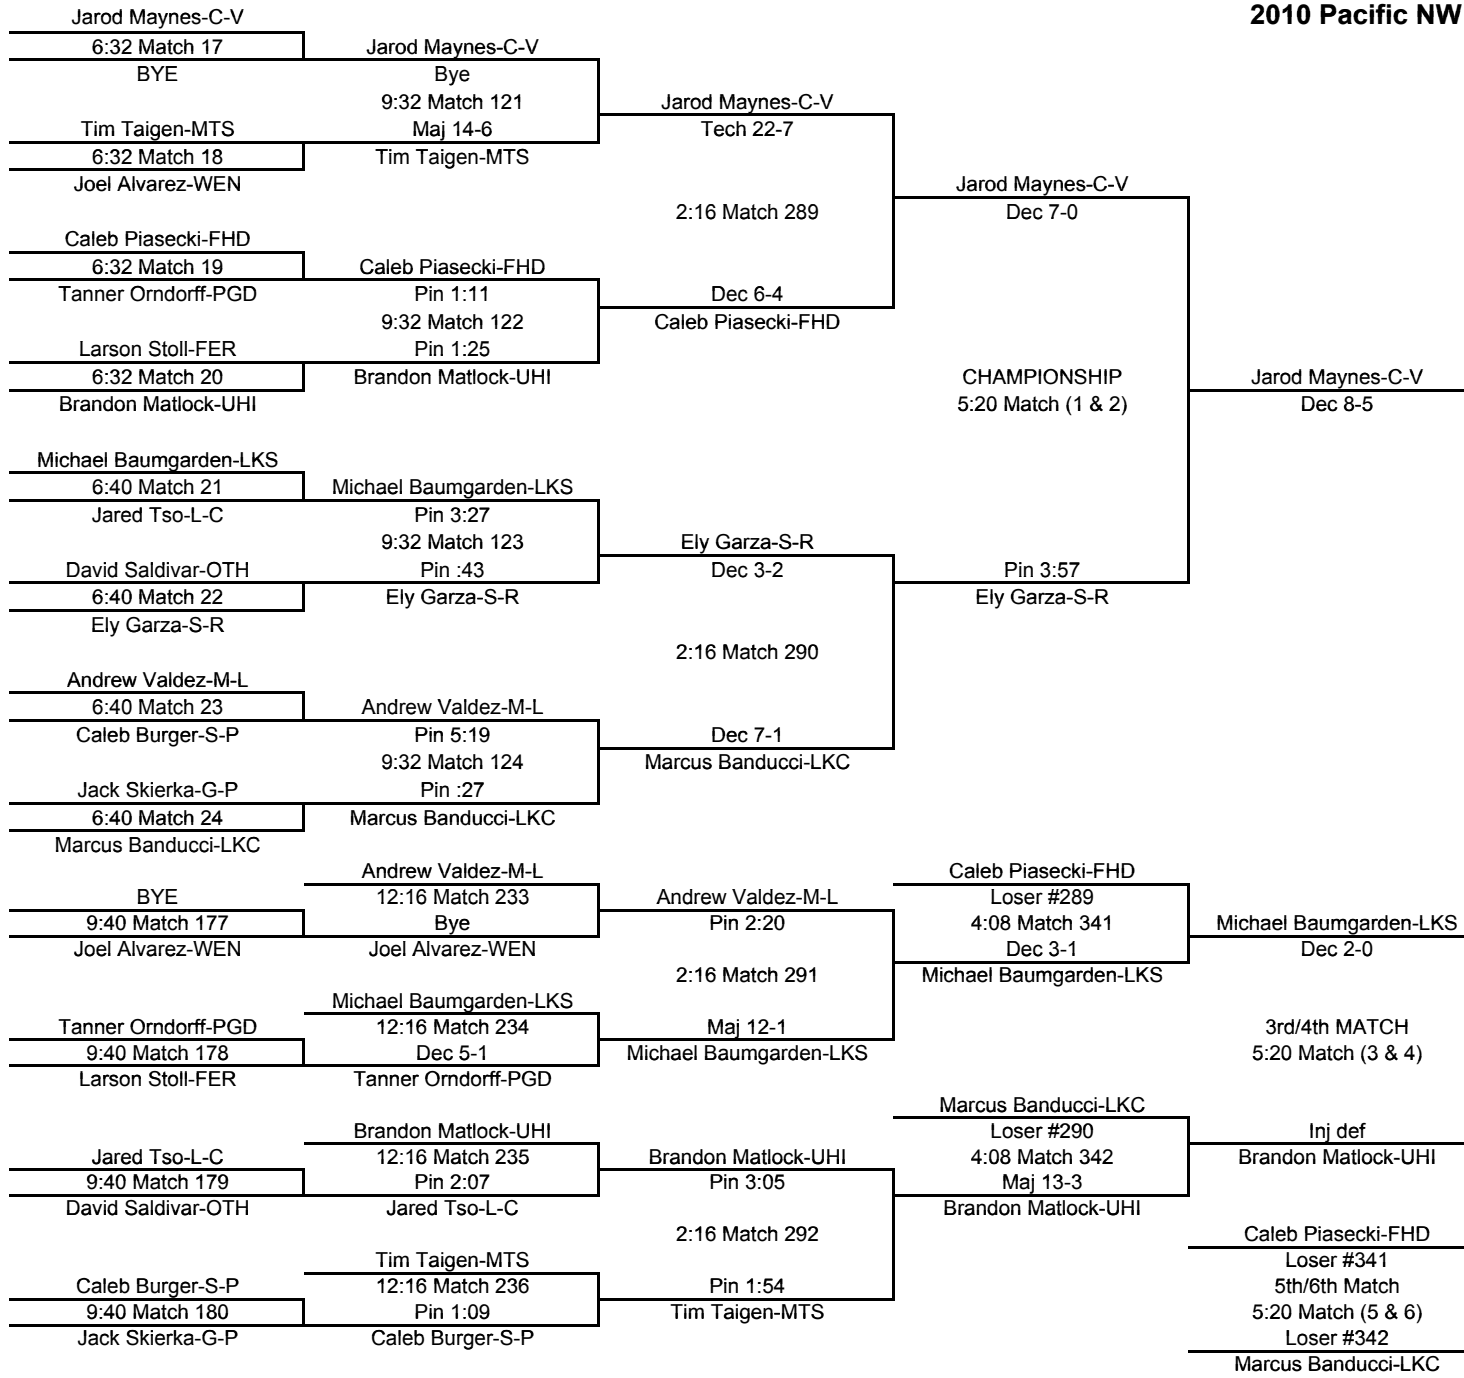 2010 Pacific NW
Jarod Maynes-C-V
6:32 Match 17
BYE
Tim Taigen-MTS
6:32 Match 18
Joel Alvarez-WEN
Caleb Piasecki-FHD
6:32 Match 19
Tanner Orndorff-PGD
Larson Stoll-FER
6:32 Match 20
Brandon Matlock-UHI
Michael Baumgarden-LKS
6:40 Match 21
Jared Tso-L-C
David Saldivar-OTH
6:40 Match 22
Ely Garza-S-R
Andrew Valdez-M-L
6:40 Match 23
Caleb Burger-S-P
Jack Skierka-G-P
6:40 Match 24
Marcus Banducci-LKC
Jarod Maynes-C-V
Bye
9:32 Match 121
Maj 14-6
Tim Taigen-MTS
Caleb Piasecki-FHD
Pin 1:11
9:32 Match 122
Pin 1:25
Brandon Matlock-UHI
Michael Baumgarden-LKS
Pin 3:27
9:32 Match 123
Pin :43
Ely Garza-S-R
Andrew Valdez-M-L
Pin 5:19
9:32 Match 124
Pin :27
Marcus Banducci-LKC
Jarod Maynes-C-V
Tech 22-7
2:16 Match 289
Dec 6-4
Caleb Piasecki-FHD
Ely Garza-S-R
Dec 3-2
2:16 Match 290
Dec 7-1
Marcus Banducci-LKC
Jarod Maynes-C-V
Dec 7-0
CHAMPIONSHIP
5:20 Match (1 & 2)
Pin 3:57
Ely Garza-S-R
Jarod Maynes-C-V
Dec 8-5
BYE
9:40 Match 177
Joel Alvarez-WEN
Tanner Orndorff-PGD
9:40 Match 178
Larson Stoll-FER
Jared Tso-L-C
9:40 Match 179
David Saldivar-OTH
Caleb Burger-S-P
9:40 Match 180
Jack Skierka-G-P
Andrew Valdez-M-L
12:16 Match 233
Bye
Joel Alvarez-WEN
Michael Baumgarden-LKS
12:16 Match 234
Dec 5-1
Tanner Orndorff-PGD
Brandon Matlock-UHI
12:16 Match 235
Pin 2:07
Jared Tso-L-C
Tim Taigen-MTS
12:16 Match 236
Pin 1:09
Caleb Burger-S-P
Andrew Valdez-M-L
Pin 2:20
2:16 Match 291
Maj 12-1
Michael Baumgarden-LKS
Brandon Matlock-UHI
Pin 3:05
2:16 Match 292
Pin 1:54
Tim Taigen-MTS
Caleb Piasecki-FHD
Loser #289
4:08 Match 341
Dec 3-1
Michael Baumgarden-LKS
Marcus Banducci-LKC
Loser #290
4:08 Match 342
Maj 13-3
Brandon Matlock-UHI
Michael Baumgarden-LKS
Dec 2-0
3rd/4th MATCH
5:20 Match (3 & 4)
Inj def
Brandon Matlock-UHI
Caleb Piasecki-FHD
Loser #341
5th/6th Match
5:20 Match (5 & 6)
Loser #342
Marcus Banducci-LKC